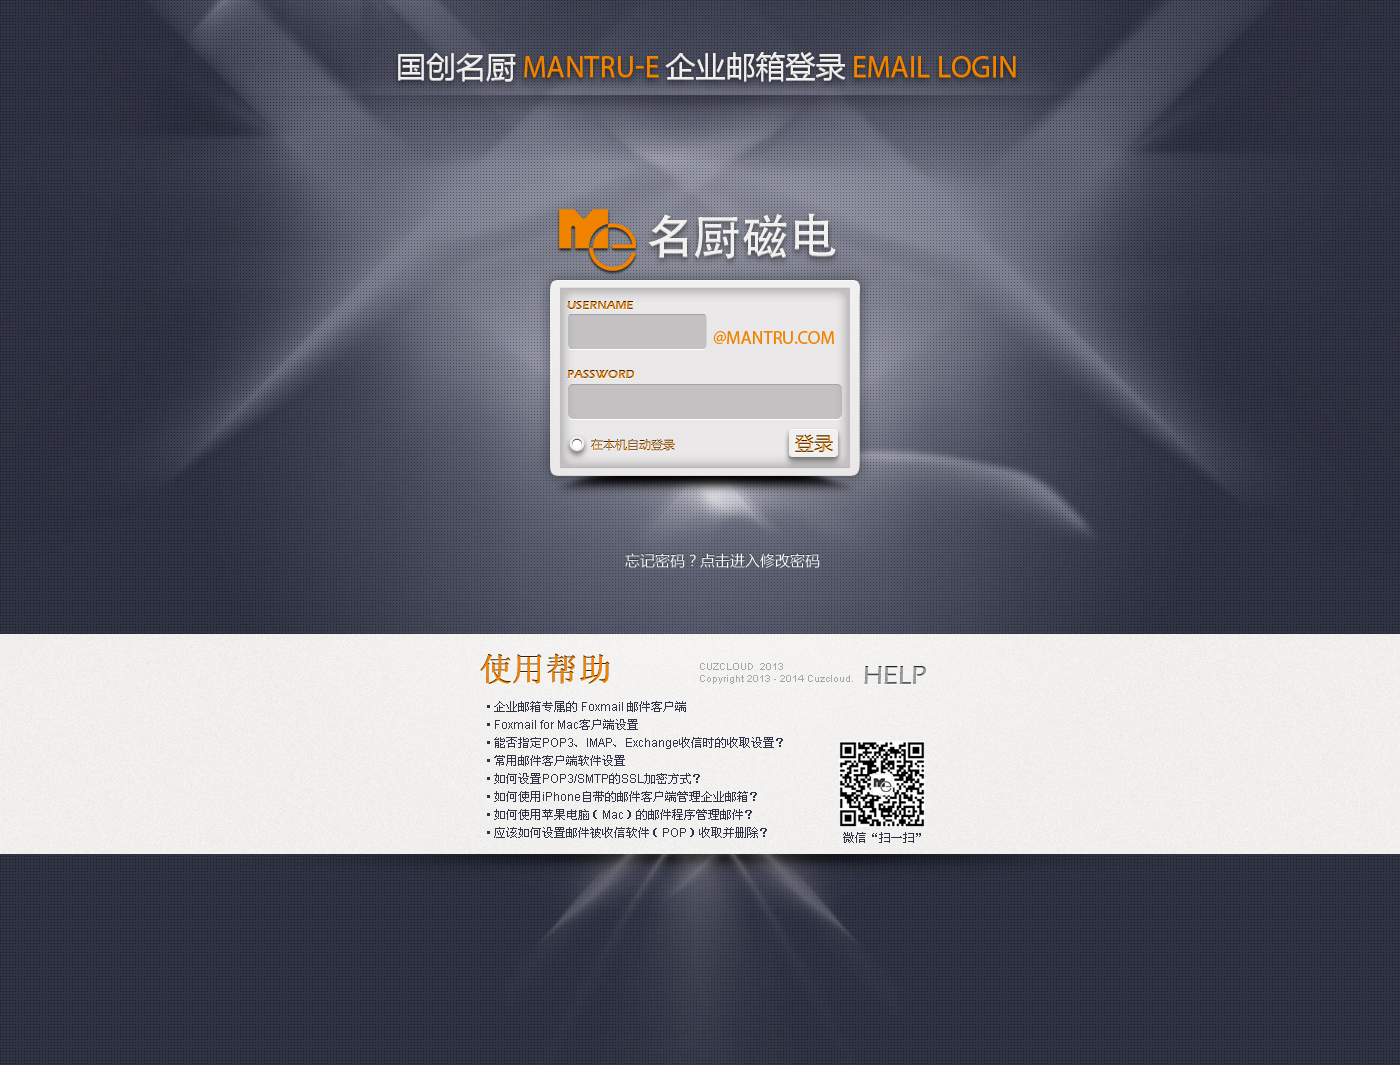 国创名厨 MANTRU-E 企业邮箱登录 EMAIL LOGIN
Me 名厨磁电
USERNAME
@MANTRU.COM
PASSWORD
在本机自动登录
登录
忘记密码？点击进入修改密码
使用帮助
CUZCLOUD 2013
Copyright 2013 - 2014 Cuzcloud.
HELP
▪ 企业邮箱专属的 Foxmail 邮件客户端
▪ Foxmail for Mac客户端设置
▪ 能否指定POP3、IMAP、Exchange收信时的收取设置？
▪ 常用邮件客户端软件设置
▪ 如何设置POP3/SMTP的SSL加密方式？
▪ 如何使用iPhone自带的邮件客户端管理企业邮箱？
▪ 如何使用苹果电脑（Mac）的邮件程序管理邮件？
▪ 应该如何设置邮件被收信软件（POP）收取并删除？
Me
微信“扫一扫”